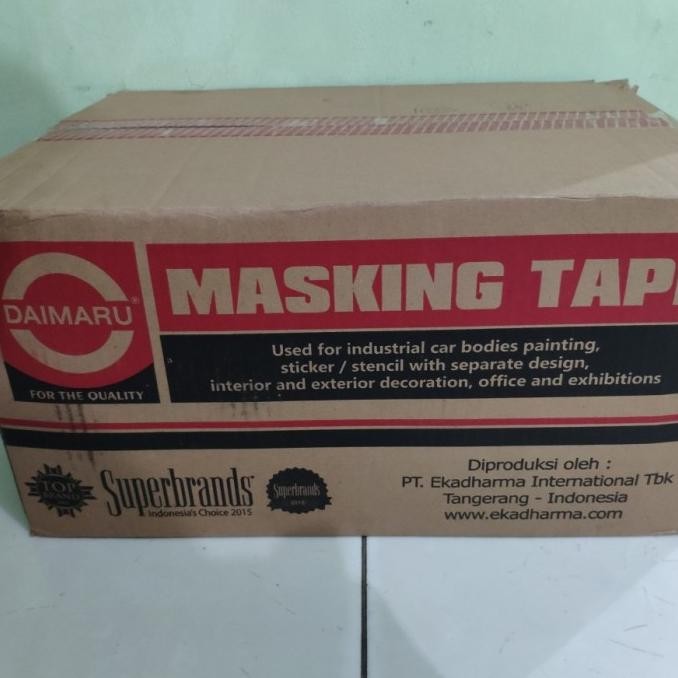 DAIMARU®
FOR THE QUALITY
MASKING TAP
Used for industrial car bodies painting,
sticker / stencil with separate design,
interior and exterior decoration, office and exhibitions
TOP
BRAND
Superbrands
Indonesia's Choice 2015
Superbrands
Diproduksi oleh :
PT. Ekadharma International Tbk
Tangerang - Indonesia
www.ekadharma.com